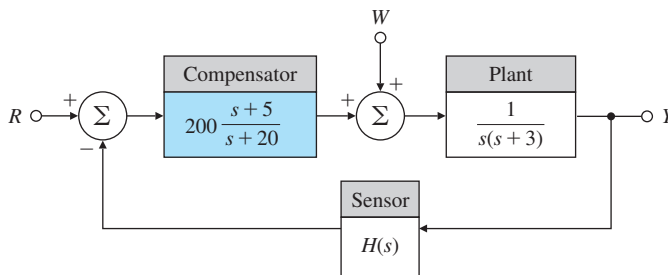 W
Compensator
Plant
R
+
Σ
−
200 (s + 5)/(s + 20)
+
+
Σ
1/(s(s + 3))
Y
Sensor
H(s)